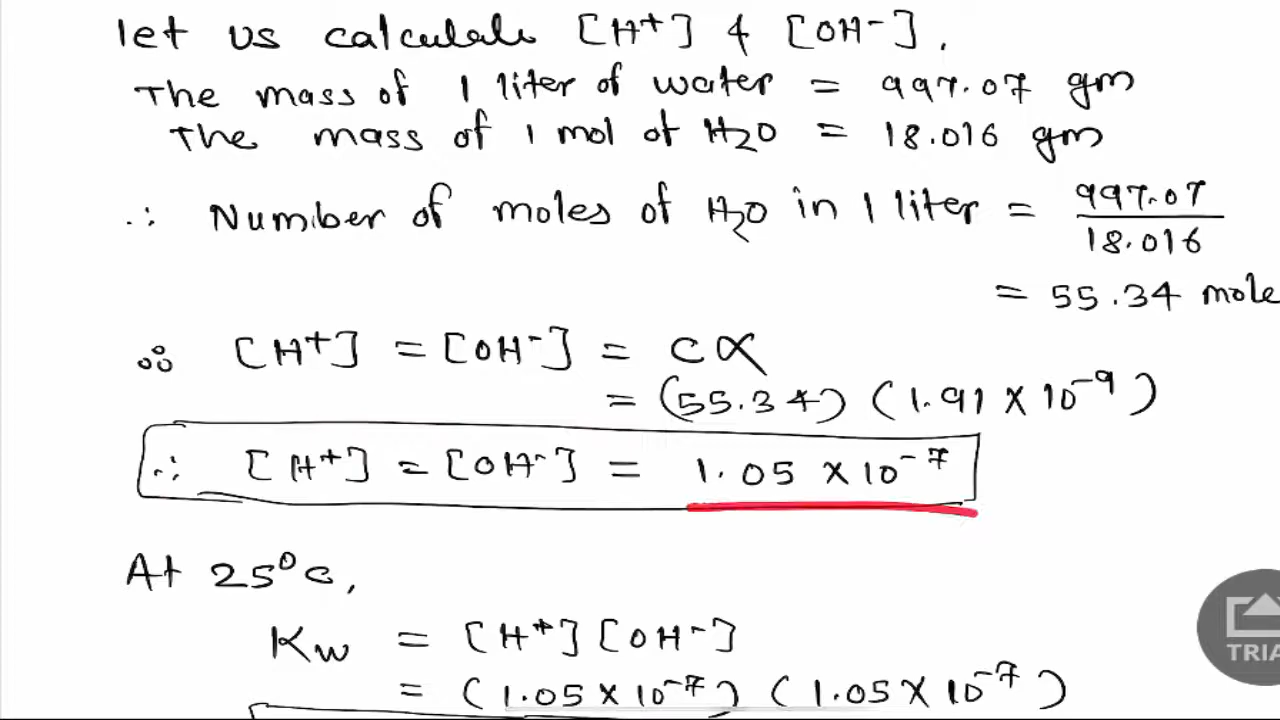 let us calculate [H+] & [OH-].
The mass of 1 liter of water = 997.07 gm
The mass of 1 mol of H2O = 18.016 gm
∴ Number of moles of H2O in 1 liter = 997.07
18.016
= 55.34 mole
∴ [H+] = [OH-] = C∝
= (55.34) (1.91 × 10⁻⁹)
∴ [H+] = [OH-] = 1.05 × 10⁻⁷
At 25°C,
Kw = [H+] [OH-]
= (1.05 × 10⁻⁷) (1.05 × 10⁻⁷)
TRIA